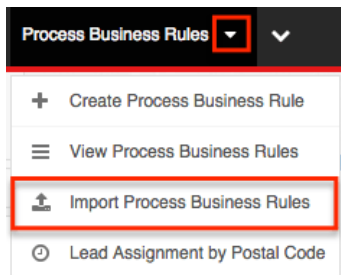 Process Business Rules
Create Process Business Rule
View Process Business Rules
Import Process Business Rules
Lead Assignment by Postal Code